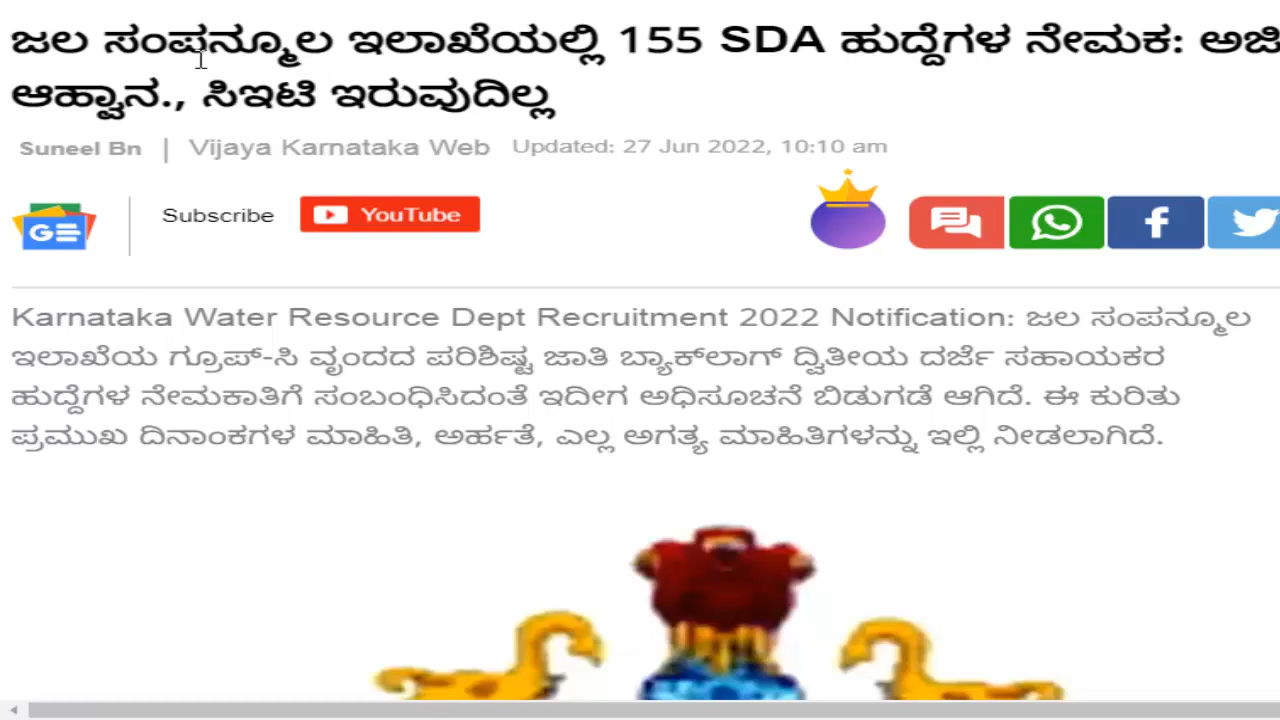 ಜಲ ಸಂಪನ್ಮೂಲ ಇಲಾಖೆಯಲ್ಲಿ 155 SDA ಹುದ್ದೆಗಳ ನೇಮಕ:
ಆಹ್ವಾನ., ಸಿಇಟಿ ಇರುವುದಿಲ್ಲ
Suneel Bn | Vijaya Karnataka Web Updated: 27 Jun 2022, 10:10 am
Subscribe YouTube
Karnataka Water Resource Dept Recruitment 2022 Notification: ಜಲ ಸಂಪನ್ಮೂಲ
ಇಲಾಖೆಯ ಗ್ರೂಪ್-ಸಿ ವೃಂದದ ಪರಿಶಿಷ್ಟ ಜಾತಿ ಬ್ಯಾಕ್‌ಲಾಗ್ ದ್ವಿತೀಯ ದರ್ಜೆ ಸಹಾಯಕರ
ಹುದ್ದೆಗಳ ನೇಮಕಾತಿಗೆ ಸಂಬಂಧಿಸಿದಂತೆ ಇದೀಗ ಅಧಿಸೂಚನೆ ಬಿಡುಗಡೆ ಆಗಿದೆ. ಈ ಕುರಿತು
ಪ್ರಮುಖ ದಿನಾಂಕಗಳ ಮಾಹಿತಿ, ಅರ್ಹತೆ, ಎಲ್ಲ ಅಗತ್ಯ ಮಾಹಿತಿಗಳನ್ನು ಇಲ್ಲಿ ನೀಡಲಾಗಿದೆ.